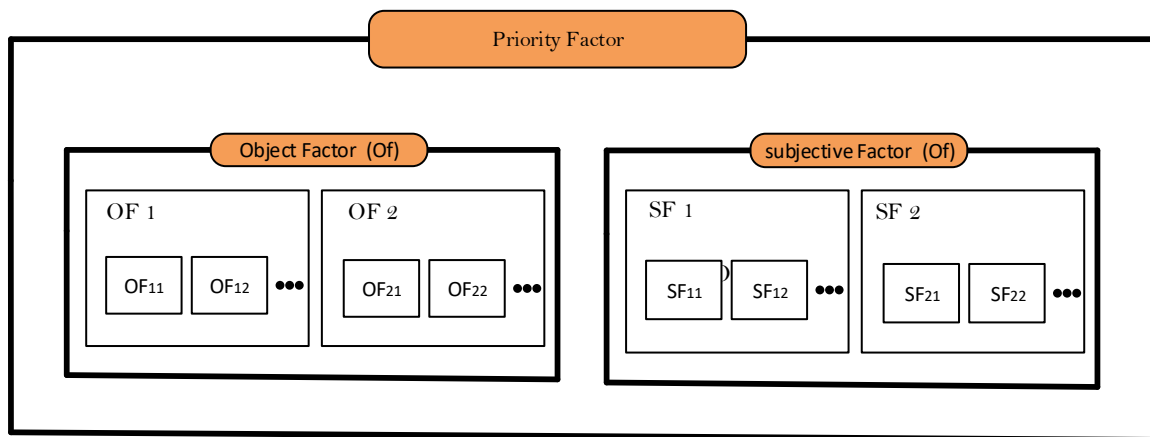 Priority Factor
Object Factor (Of)
subjective Factor (Of)
OF 1
OF 2
SF 1
SF 2
OF11
OF12
•••
OF21
OF22
•••
SF11
SF12
•••
SF21
SF22
•••